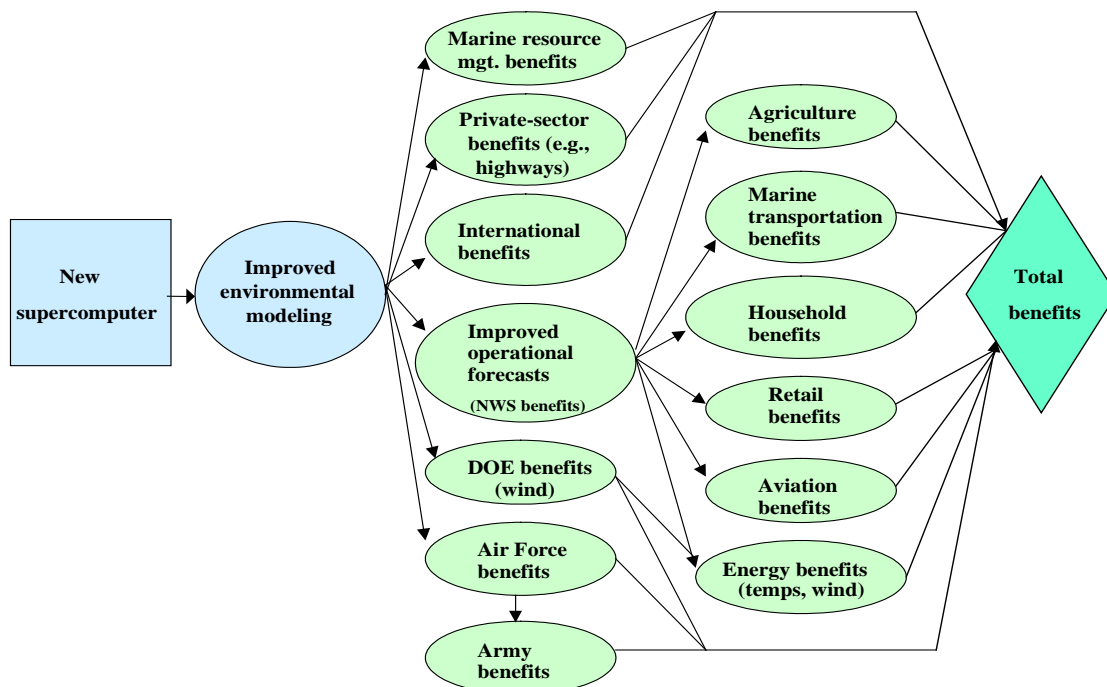 Marine resource
mgt. benefits
Private-sector
benefits (e.g.,
highways)
International
benefits
New
supercomputer
Improved
environmental
modeling
Improved
operational
forecasts
(NWS benefits)
DOE benefits
(wind)
Air Force
benefits
Army
benefits
Agriculture
benefits
Marine
transportation
benefits
Household
benefits
Retail
benefits
Aviation
benefits
Energy benefits
(temps, wind)
Total
benefits